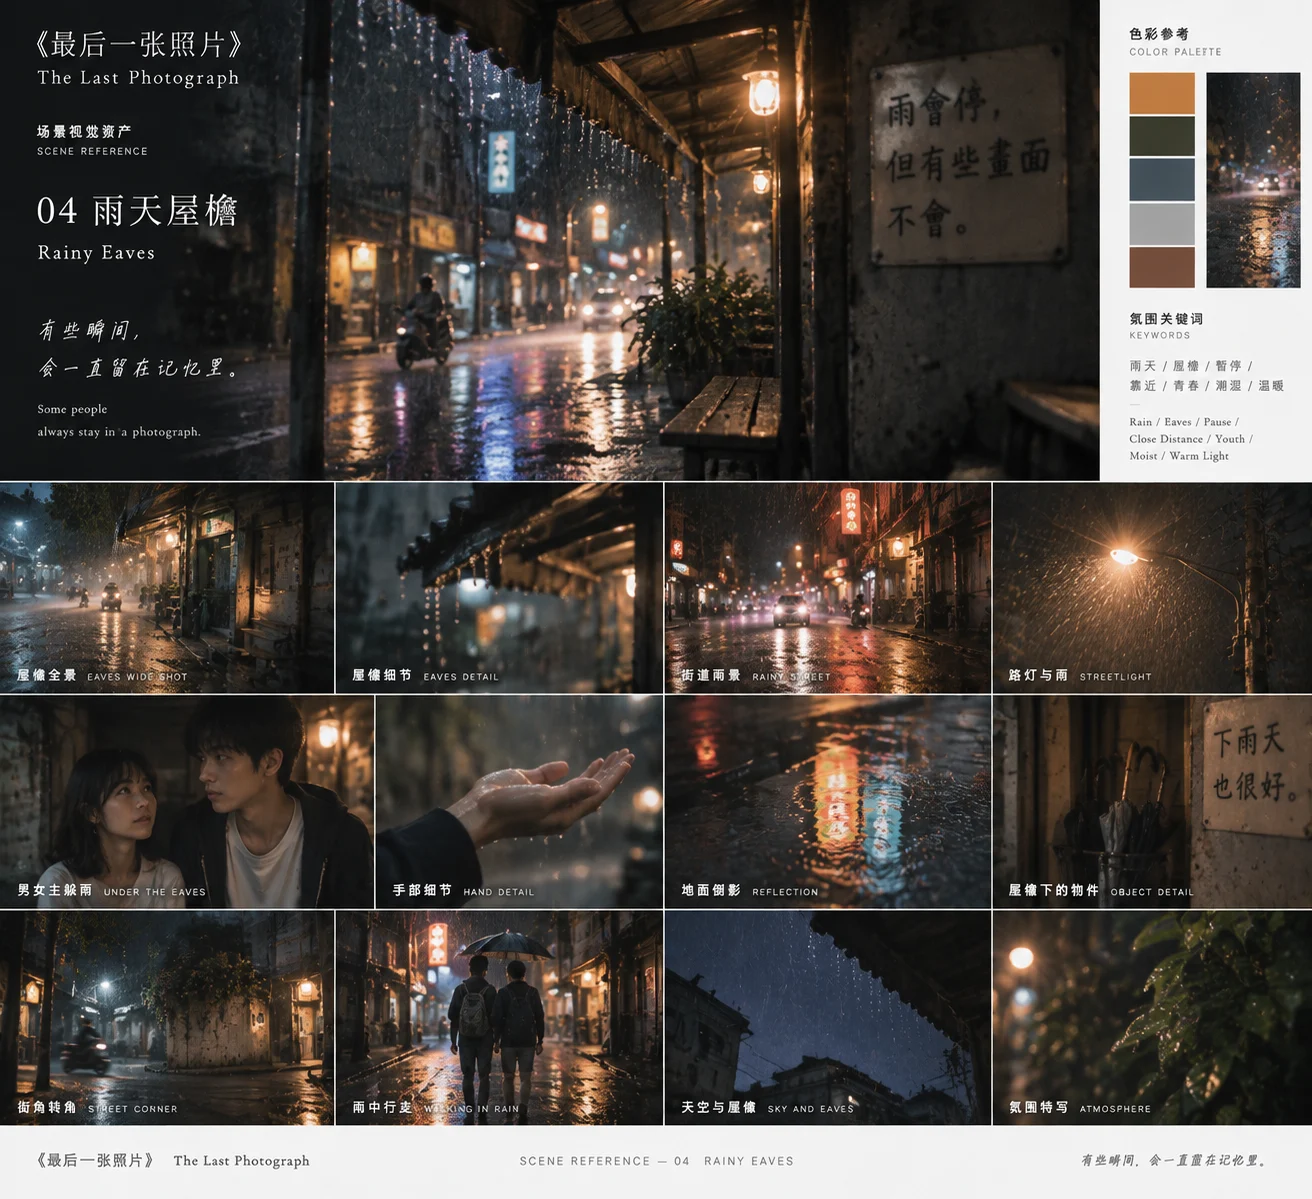 《最后一张照片》
The Last Photograph
场景视觉资产
SCENE REFERENCE
04 雨天屋檐
Rainy Eaves
有些瞬间，
会一直留在记忆里。
Some people
always stay in a photograph.
雨會停，
但有些畫面
不會。
色彩参考
COLOR PALETTE
氛围关键词
KEYWORDS
雨天 / 屋檐 / 暫停 /
靠近 / 青春 / 潮湿 / 温暖
Rain / Eaves / Pause /
Close Distance / Youth /
Moist / Warm Light
屋檐全景 EAVES WIDE SHOT
屋檐细节 EAVES DETAIL
街道雨景 RAINY STREET
路灯与雨 STREETLIGHT
男女主躲雨 UNDER THE EAVES
手部细节 HAND DETAIL
地面倒影 REFLECTION
下雨天
也很好。
屋檐下的物件 OBJECT DETAIL
街角转角 STREET CORNER
雨中行走 WALKING IN RAIN
天空与屋檐 SKY AND EAVES
氛围特写 ATMOSPHERE
《最后一张照片》 The Last Photograph
SCENE REFERENCE — 04 RAINY EAVES
有些瞬间，会一直留在记忆里。